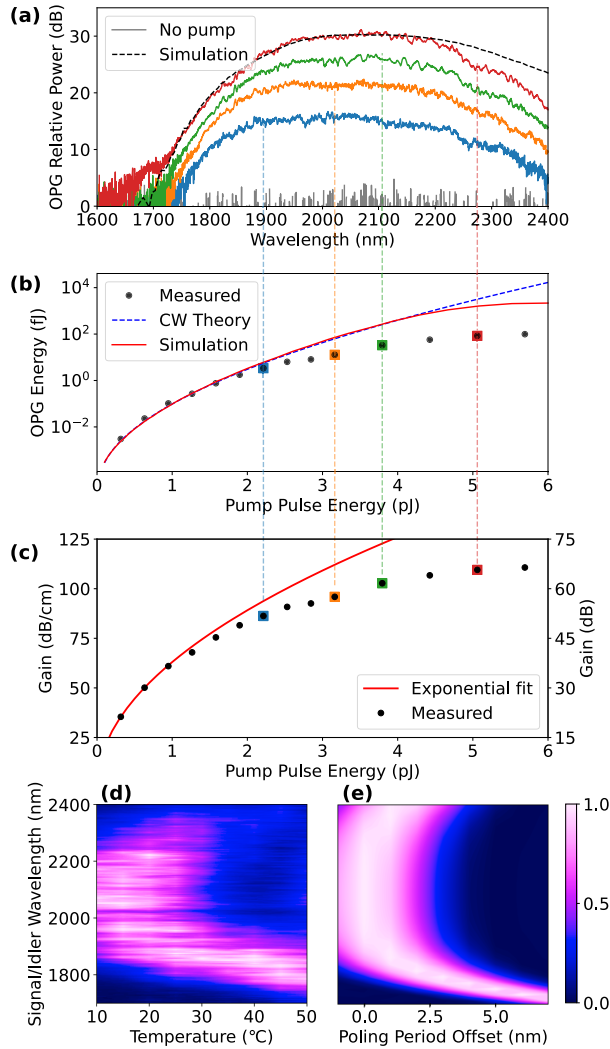 (a)
No pump
Simulation
OPG Relative Power (dB)
30
20
10
0
1600 1700 1800 1900 2000 2100 2200 2300 2400
Wavelength (nm)
(b)
Measured
CW Theory
Simulation
OPG Energy (fJ)
10^4
10^2
10^0
10^−2
0 1 2 3 4 5 6
Pump Pulse Energy (pJ)
(c)
Gain (dB/cm)
125
100
75
50
25
75
60
45
30
15
Gain (dB)
Exponential fit
Measured
0 1 2 3 4 5 6
Pump Pulse Energy (pJ)
(d)
(e)
Signal/Idler Wavelength (nm)
2400
2200
2000
1800
10 20 30 40 50
Temperature (℃)
0.0 2.5 5.0
Poling Period Offset (nm)
1.0
0.5
0.0